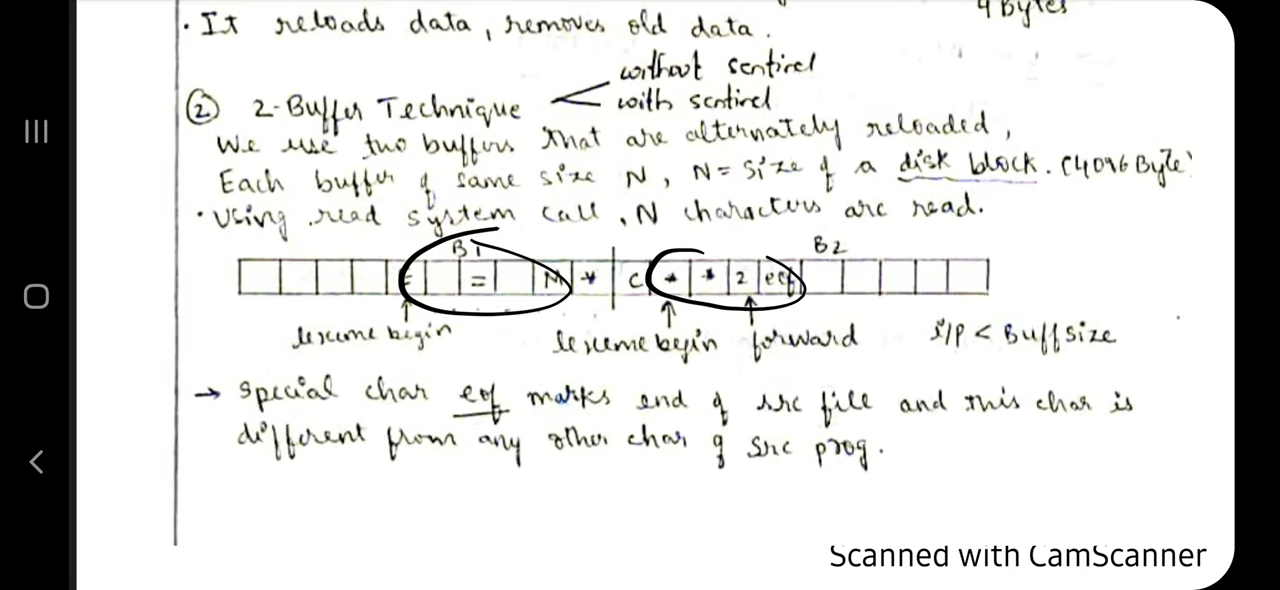 4 Bytes
· It reloads data, removes old data.
without sentinel
② 2-Buffer Technique
with sentinel
We use two buffers that are alternately reloaded,
Each buffer of same size N, N = size of a disk block. (4096 Byte)
· Using read system call, N characters are read.
B1 B2
E = M * C * * 2 eof
lexeme begin lexeme begin forward i/p < Buffsize
→ special char eof marks end of src file and this char is
different from any other char of src prog.
Scanned with CamScanner